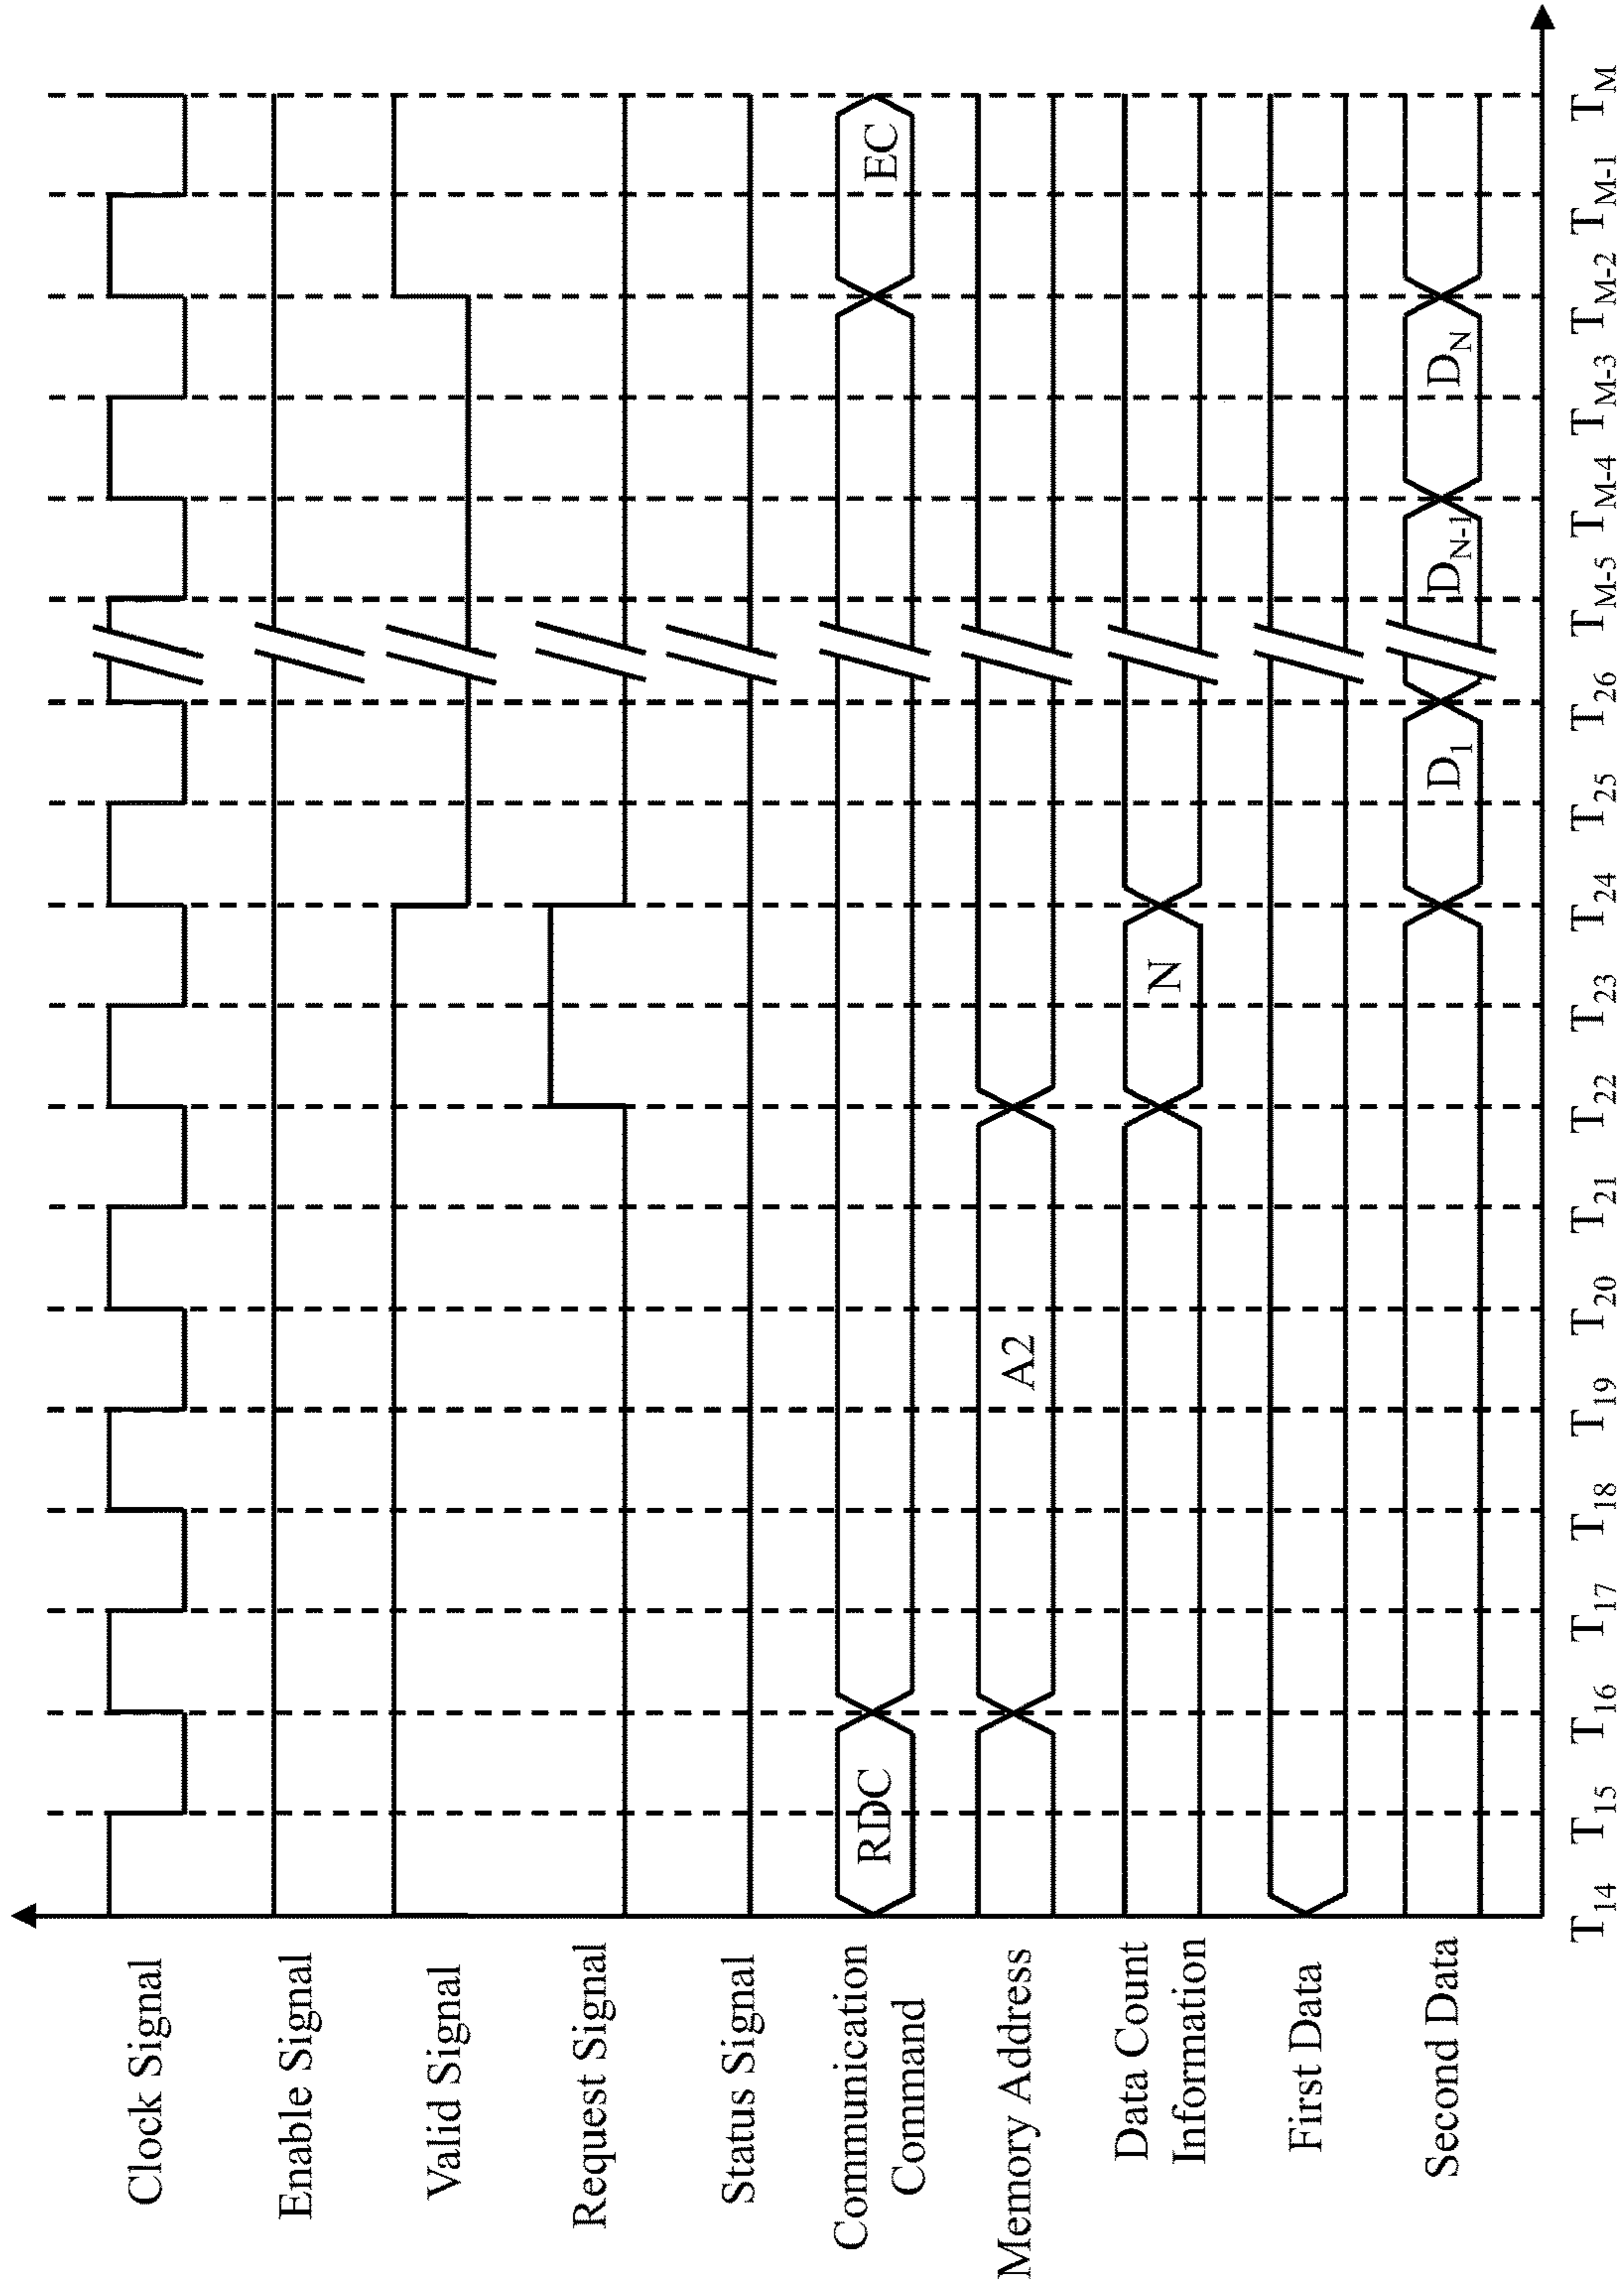 Clock Signal
Enable Signal
Valid Signal
Request Signal
Status Signal
Communication
Command
RDC
EC
Memory Address
A2
Data Count
Information
N
First Data
Second Data
D1
DN-1
DN
T14 T15 T16 T17 T18 T19 T20 T21 T22 T23 T24 T25 T26 TM-5 TM-4 TM-3 TM-2 TM-1 TM